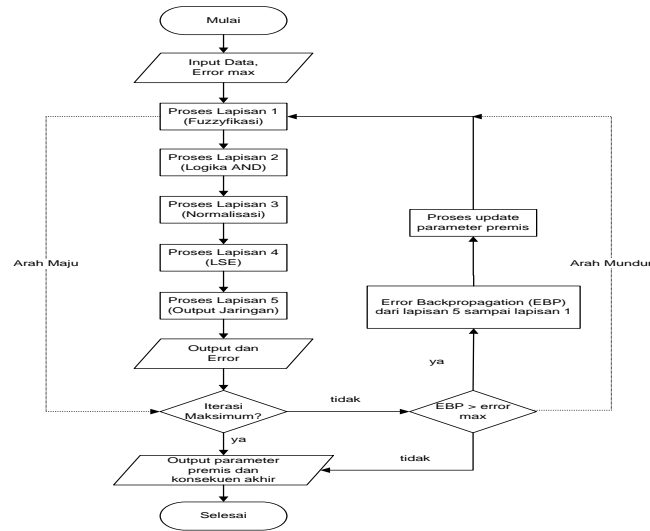 Mulai
Input Data,
Error max
Proses Lapisan 1
(Fuzzyfikasi)
Proses Lapisan 2
(Logika AND)
Proses Lapisan 3
(Normalisasi)
Proses update
parameter premis
Arah Maju
Proses Lapisan 4
(LSE)
Arah Mundur
Proses Lapisan 5
(Output Jaringan)
Error Backpropagation (EBP)
dari lapisan 5 sampai lapisan 1
Output dan
Error
ya
Iterasi
Maksimum?
tidak
EBP > error
max
ya
tidak
Output parameter
premis dan
konsekuen akhir
Selesai